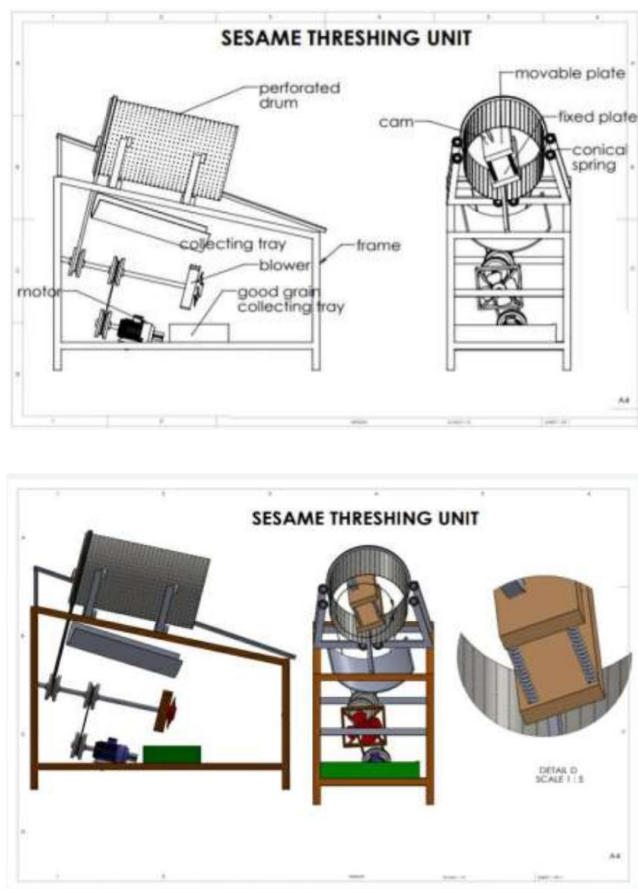 SESAME THRESHING UNIT
perforated
drum
movable plate
cam
fixed plate
conical
spring
collecting tray
frame
blower
motor
good grain
collecting tray
A4
SESAME THRESHING UNIT
DETAIL D
SCALE 1 : 5
A4